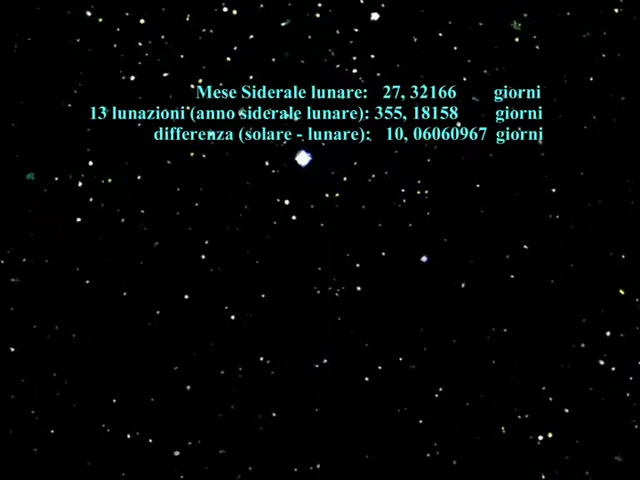 Mese Siderale lunare: 27, 32166 giorni
13 lunazioni (anno siderale lunare): 355, 18158 giorni
differenza (solare - lunare): 10, 06060967 giorni